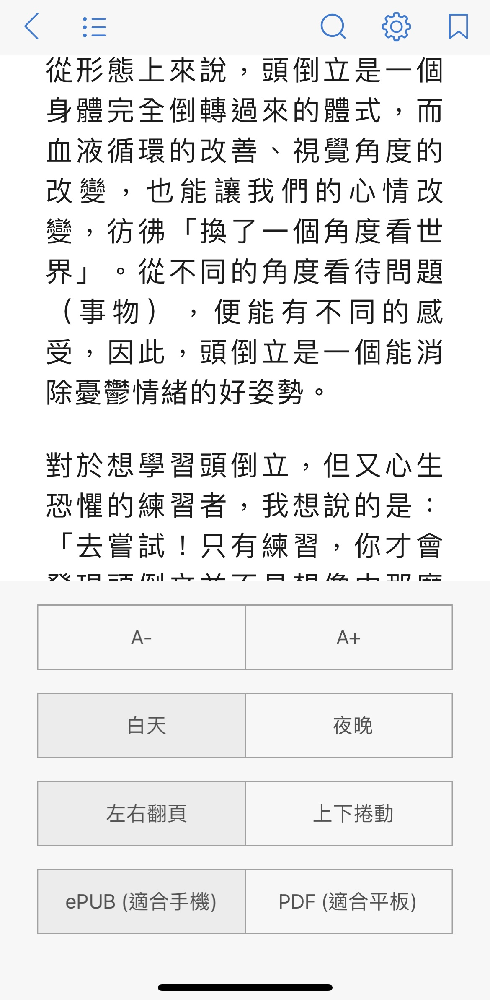 從形態上來說，頭倒立是一個
身體完全倒轉過來的體式，而
血液循環的改善、視覺角度的
改變，也能讓我們的心情改
變，彷彿「換了一個角度看世
界」。從不同的角度看待問題
（事物），便能有不同的感
受，因此，頭倒立是一個能消
除憂鬱情緒的好姿勢。
對於想學習頭倒立，但又心生
恐懼的練習者，我想說的是：
「去嘗試！只有練習，你才會
A-
A+
白天
夜晚
左右翻頁
上下捲動
ePUB (適合手機)
PDF (適合平板)